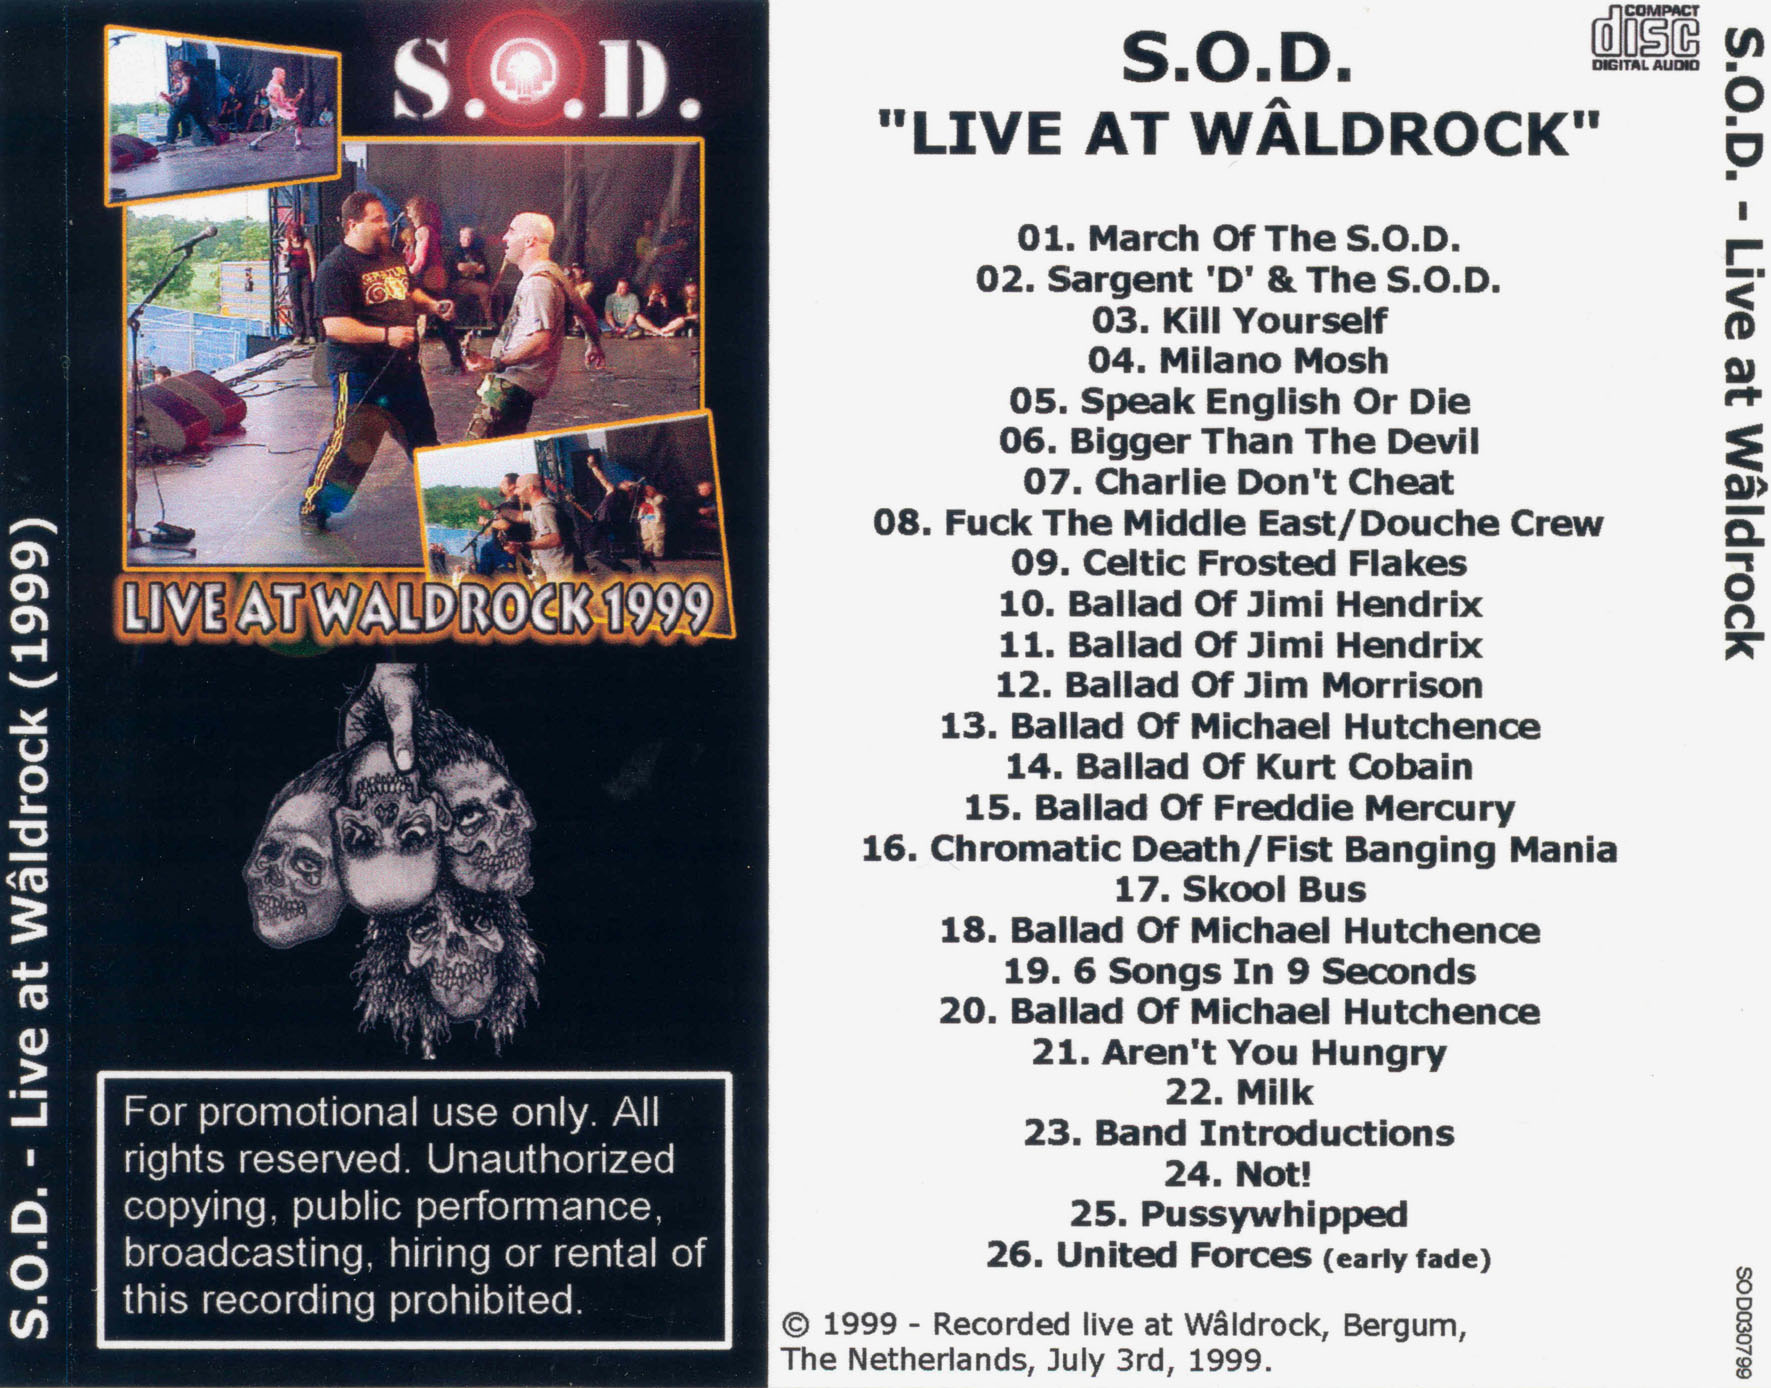 S.O.D. - Live at Wâldrock (1999)
S.O.D.
LIVE AT WALDROCK 1999
For promotional use only. All
rights reserved. Unauthorized
copying, public performance,
broadcasting, hiring or rental of
this recording prohibited.
COMPACT
disc
DIGITAL AUDIO
S.O.D.
"LIVE AT WÂLDROCK"
01. March Of The S.O.D.
02. Sargent 'D' & The S.O.D.
03. Kill Yourself
04. Milano Mosh
05. Speak English Or Die
06. Bigger Than The Devil
07. Charlie Don't Cheat
08. Fuck The Middle East/Douche Crew
09. Celtic Frosted Flakes
10. Ballad Of Jimi Hendrix
11. Ballad Of Jimi Hendrix
12. Ballad Of Jim Morrison
13. Ballad Of Michael Hutchence
14. Ballad Of Kurt Cobain
15. Ballad Of Freddie Mercury
16. Chromatic Death/Fist Banging Mania
17. Skool Bus
18. Ballad Of Michael Hutchence
19. 6 Songs In 9 Seconds
20. Ballad Of Michael Hutchence
21. Aren't You Hungry
22. Milk
23. Band Introductions
24. Not!
25. Pussywhipped
26. United Forces (early fade)
© 1999 - Recorded live at Wâldrock, Bergum,
The Netherlands, July 3rd, 1999.
S.O.D. - Live at Wâldrock
SOD030799